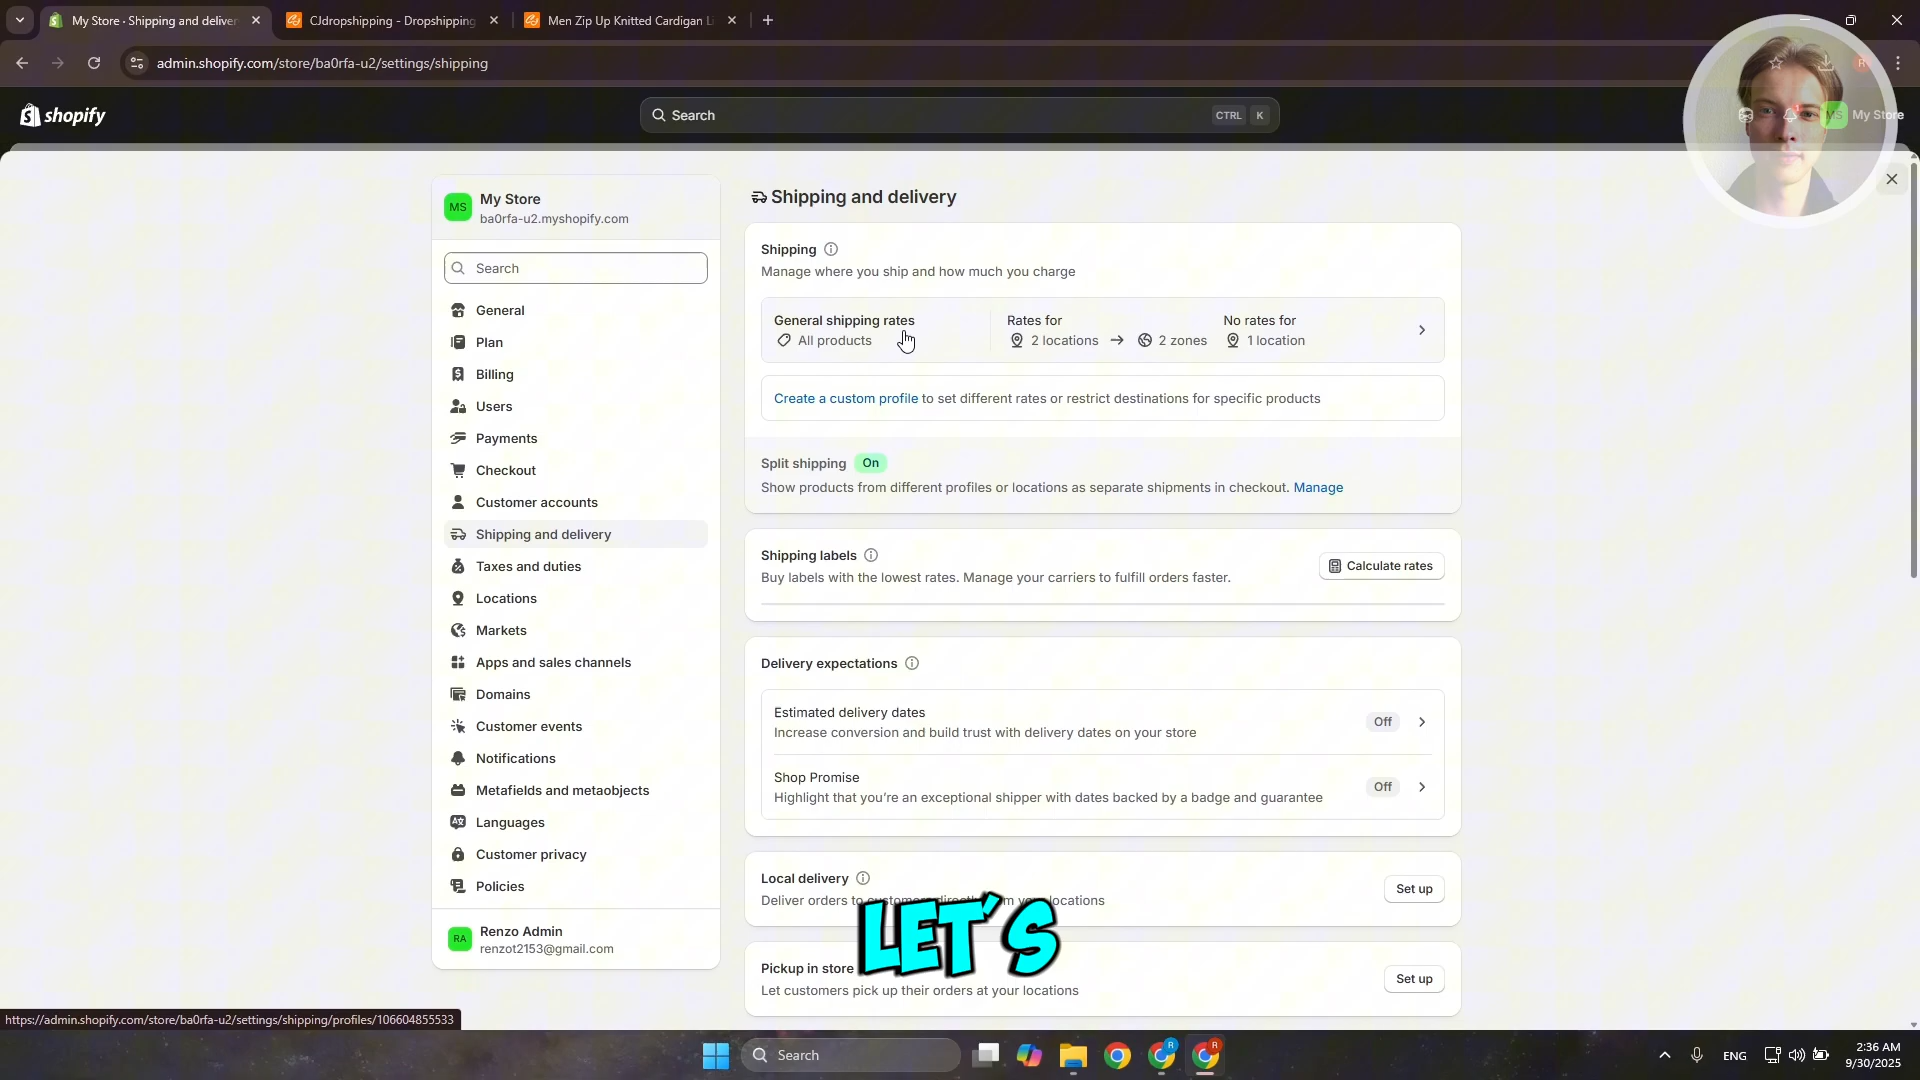 My Store · Shipping and deliver
CJdropshipping - Dropshipping
Men Zip Up Knitted Cardigan L
admin.shopify.com/store/ba0rfa-u2/settings/shipping
R
shopify
Search
CTRL K
MS My Store
MS
My Store
ba0rfa-u2.myshopify.com
Search
General
Plan
Billing
Users
Payments
Checkout
Customer accounts
Shipping and delivery
Taxes and duties
Locations
Markets
Apps and sales channels
Domains
Customer events
Notifications
Metafields and metaobjects
Languages
Customer privacy
Policies
RA
Renzo Admin
renzot2153@gmail.com
Shipping and delivery
Shipping
Manage where you ship and how much you charge
General shipping rates
All products
Rates for
2 locations → 2 zones
No rates for
1 location
Create a custom profile to set different rates or restrict destinations for specific products
Split shipping On
Show products from different profiles or locations as separate shipments in checkout. Manage
Shipping labels
Buy labels with the lowest rates. Manage your carriers to fulfill orders faster.
Calculate rates
Delivery expectations
Estimated delivery dates
Increase conversion and build trust with delivery dates on your store
Off
Shop Promise
Highlight that you're an exceptional shipper with dates backed by a badge and guarantee
Off
Local delivery
Deliver orders to customers directly from your locations
Set up
LET'S
Pickup in store
Let customers pick up their orders at your locations
Set up
https://admin.shopify.com/store/ba0rfa-u2/settings/shipping/profiles/106604855533
Search
R
R
ENG
2:36 AM
9/30/2025